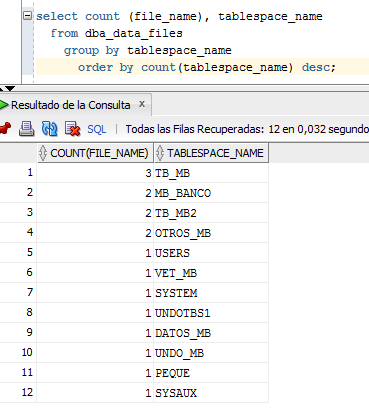 select count (file_name), tablespace_name
from dba_data_files
group by tablespace_name
order by count(tablespace_name) desc;
Resultado de la Consulta x
SQL | Todas las Filas Recuperadas: 12 en 0,032 segundo
COUNT(FILE_NAME) TABLESPACE_NAME
1 3 TB_MB
2 2 MB_BANCO
3 2 TB_MB2
4 2 OTROS_MB
5 1 USERS
6 1 VET_MB
7 1 SYSTEM
8 1 UNDOTBS1
9 1 DATOS_MB
10 1 UNDO_MB
11 1 PEQUE
12 1 SYSAUX